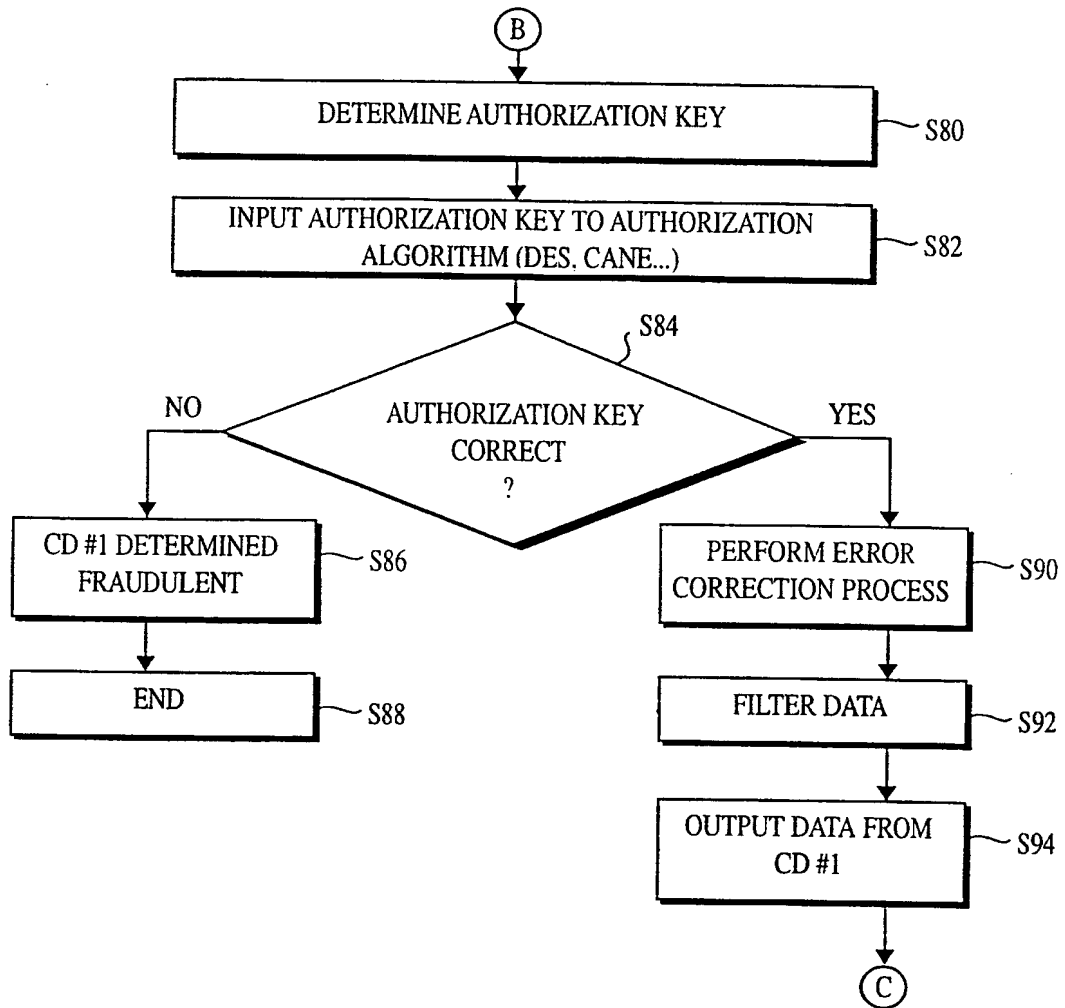 B
DETERMINE AUTHORIZATION KEY
S80
INPUT AUTHORIZATION KEY TO AUTHORIZATION
ALGORITHM (DES, CANE...)
S82
S84
AUTHORIZATION KEY
CORRECT
?
NO
YES
CD #1 DETERMINED
FRAUDULENT
S86
PERFORM ERROR
CORRECTION PROCESS
S90
END
S88
FILTER DATA
S92
OUTPUT DATA FROM
CD #1
S94
C